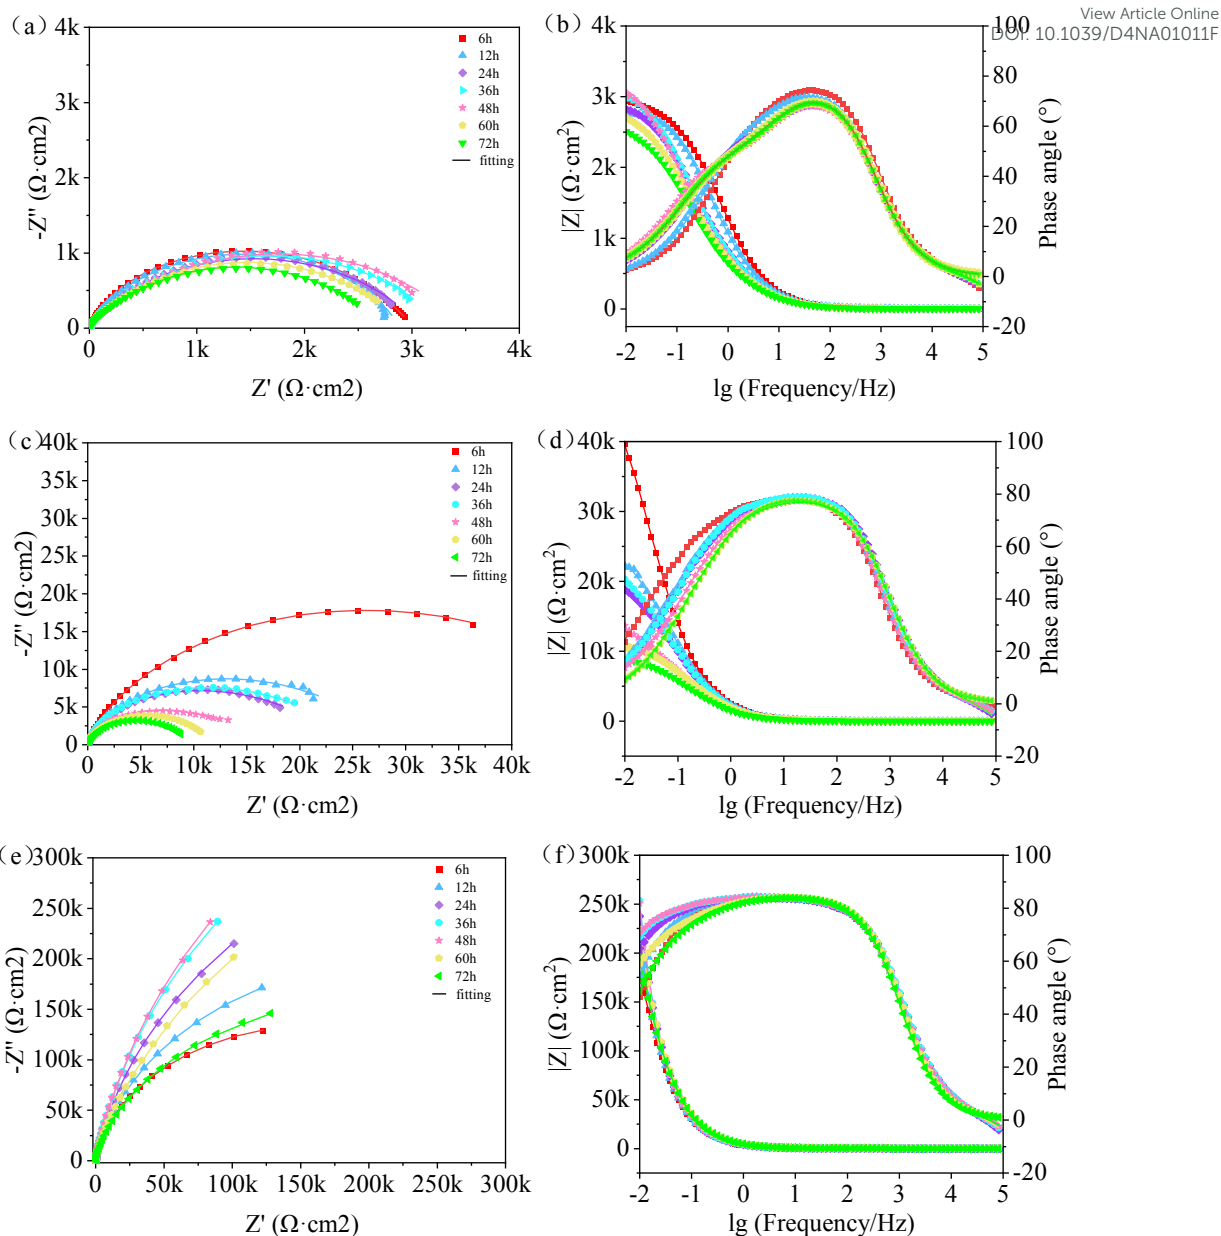 View Article Online
DOI: 10.1039/D4NA01011F
(a)
4k
3k
2k
1k
0
-Z'' (Ω·cm2)
6h
12h
24h
36h
48h
60h
72h
fitting
0 1k 2k 3k 4k
Z' (Ω·cm2)
(b)
4k
3k
2k
1k
0
|Z| (Ω·cm²)
100
80
60
40
20
0
-20
Phase angle (°)
-2 -1 0 1 2 3 4 5
lg (Frequency/Hz)
(c)
40k
35k
30k
25k
20k
15k
10k
5k
0
-Z'' (Ω·cm2)
6h
12h
24h
36h
48h
60h
72h
fitting
0 5k 10k 15k 20k 25k 30k 35k 40k
Z' (Ω·cm2)
(d)
40k
30k
20k
10k
0
|Z| (Ω·cm²)
100
80
60
40
20
0
-20
Phase angle (°)
-2 -1 0 1 2 3 4 5
lg (Frequency/Hz)
(e)
300k
250k
200k
150k
100k
50k
0
-Z'' (Ω·cm2)
6h
12h
24h
36h
48h
60h
72h
fitting
0 50k 100k 150k 200k 250k 300k
Z' (Ω·cm2)
(f)
300k
250k
200k
150k
100k
50k
0
|Z| (Ω·cm²)
100
80
60
40
20
0
-20
Phase angle (°)
-2 -1 0 1 2 3 4 5
lg (Frequency/Hz)